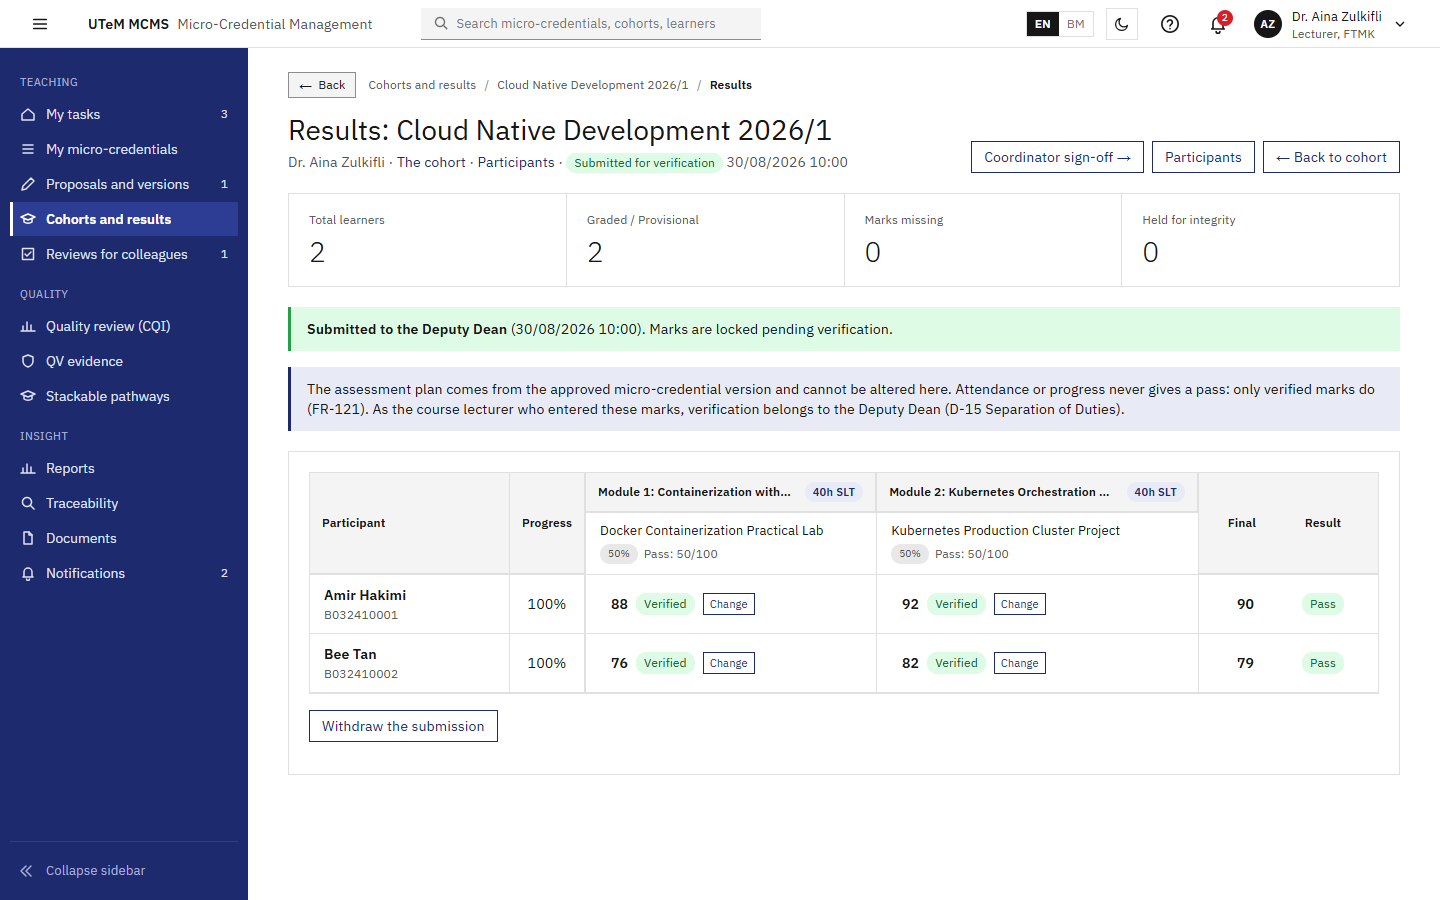 UTeM MCMS Micro-Credential Management
Search micro-credentials, cohorts, learners
EN BM
2
AZ
Dr. Aina Zulkifli
Lecturer, FTMK
TEACHING
My tasks 3
My micro-credentials
Proposals and versions 1
Cohorts and results
Reviews for colleagues 1
QUALITY
Quality review (CQI)
QV evidence
Stackable pathways
INSIGHT
Reports
Traceability
Documents
Notifications 2
Collapse sidebar
← Back Cohorts and results / Cloud Native Development 2026/1 / Results
Results: Cloud Native Development 2026/1
Dr. Aina Zulkifli · The cohort · Participants · Submitted for verification 30/08/2026 10:00
Coordinator sign-off → Participants ← Back to cohort
Total learners Graded / Provisional Marks missing Held for integrity
2 2 0 0
Submitted to the Deputy Dean (30/08/2026 10:00). Marks are locked pending verification.
The assessment plan comes from the approved micro-credential version and cannot be altered here. Attendance or progress never gives a pass: only verified marks do
(FR-121). As the course lecturer who entered these marks, verification belongs to the Deputy Dean (D-15 Separation of Duties).
Participant Progress Module 1: Containerization with... 40h SLT Module 2: Kubernetes Orchestration ... 40h SLT Final Result
Docker Containerization Practical Lab Kubernetes Production Cluster Project
50% Pass: 50/100 50% Pass: 50/100
Amir Hakimi
B032410001
100% 88 Verified Change 92 Verified Change 90 Pass
Bee Tan
B032410002
100% 76 Verified Change 82 Verified Change 79 Pass
Withdraw the submission